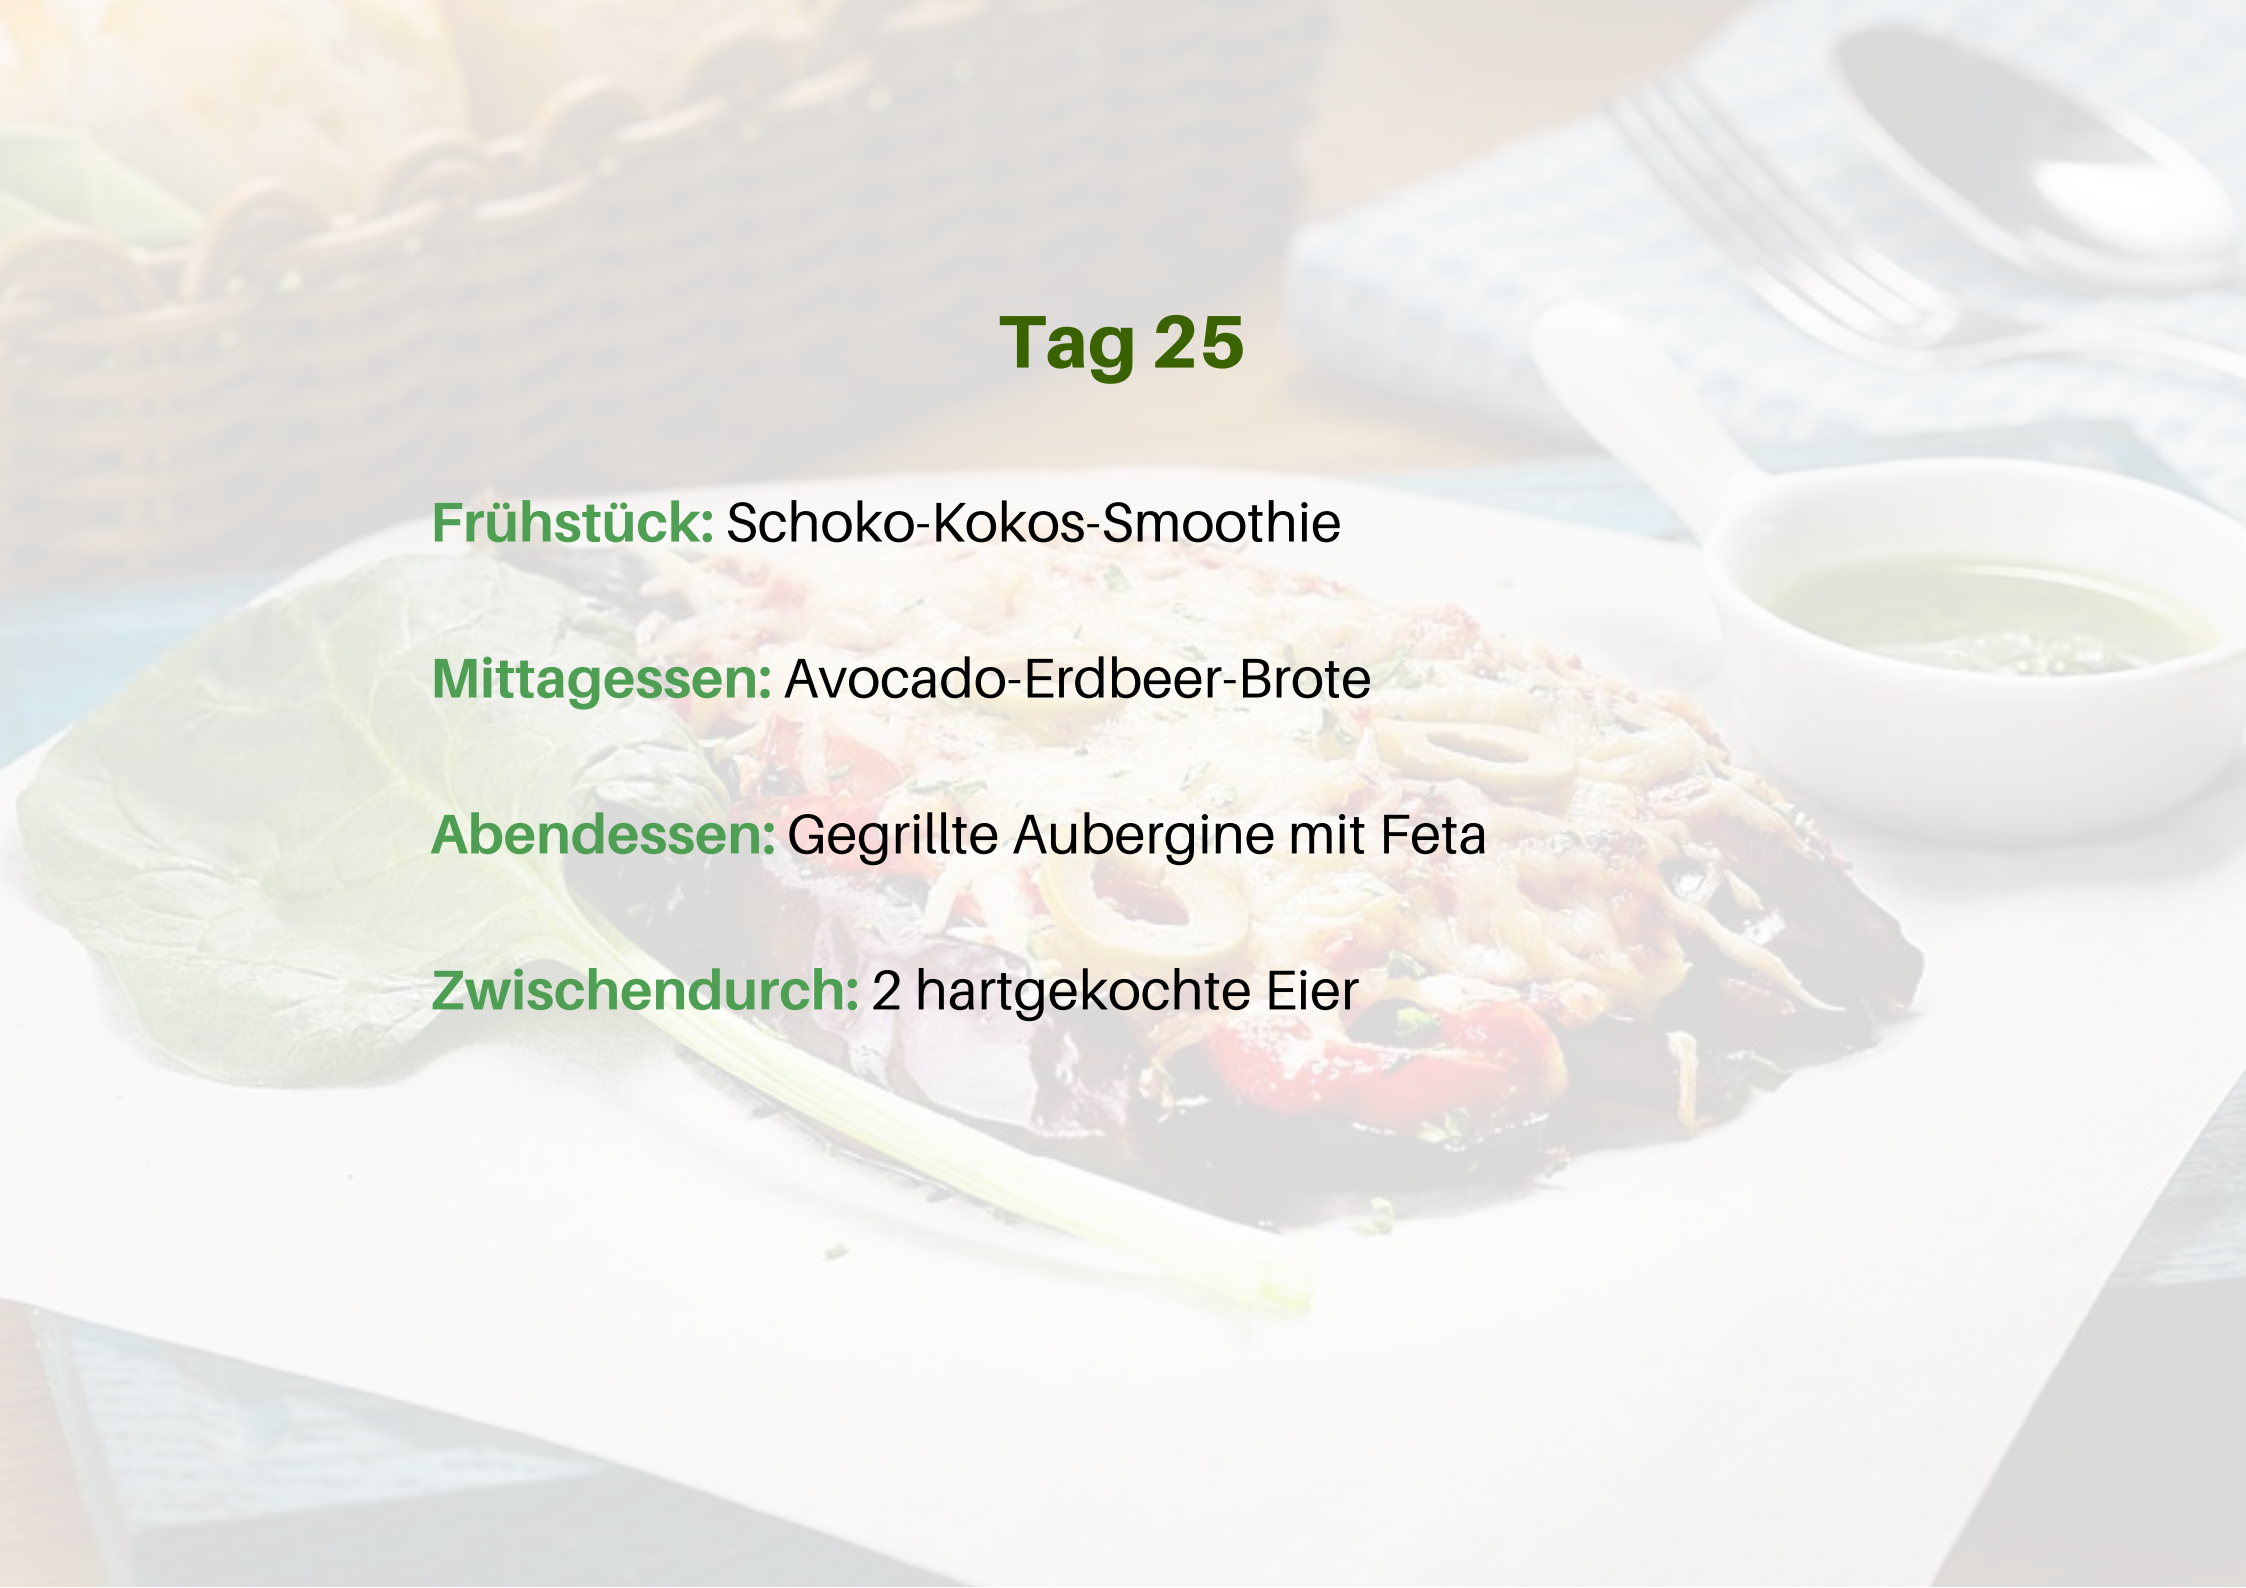 Tag 25
Frühstück: Schoko-Kokos-Smoothie
Mittagessen: Avocado-Erdbeer-Brote
Abendessen: Gegrillte Aubergine mit Feta
Zwischendurch: 2 hartgekochte Eier